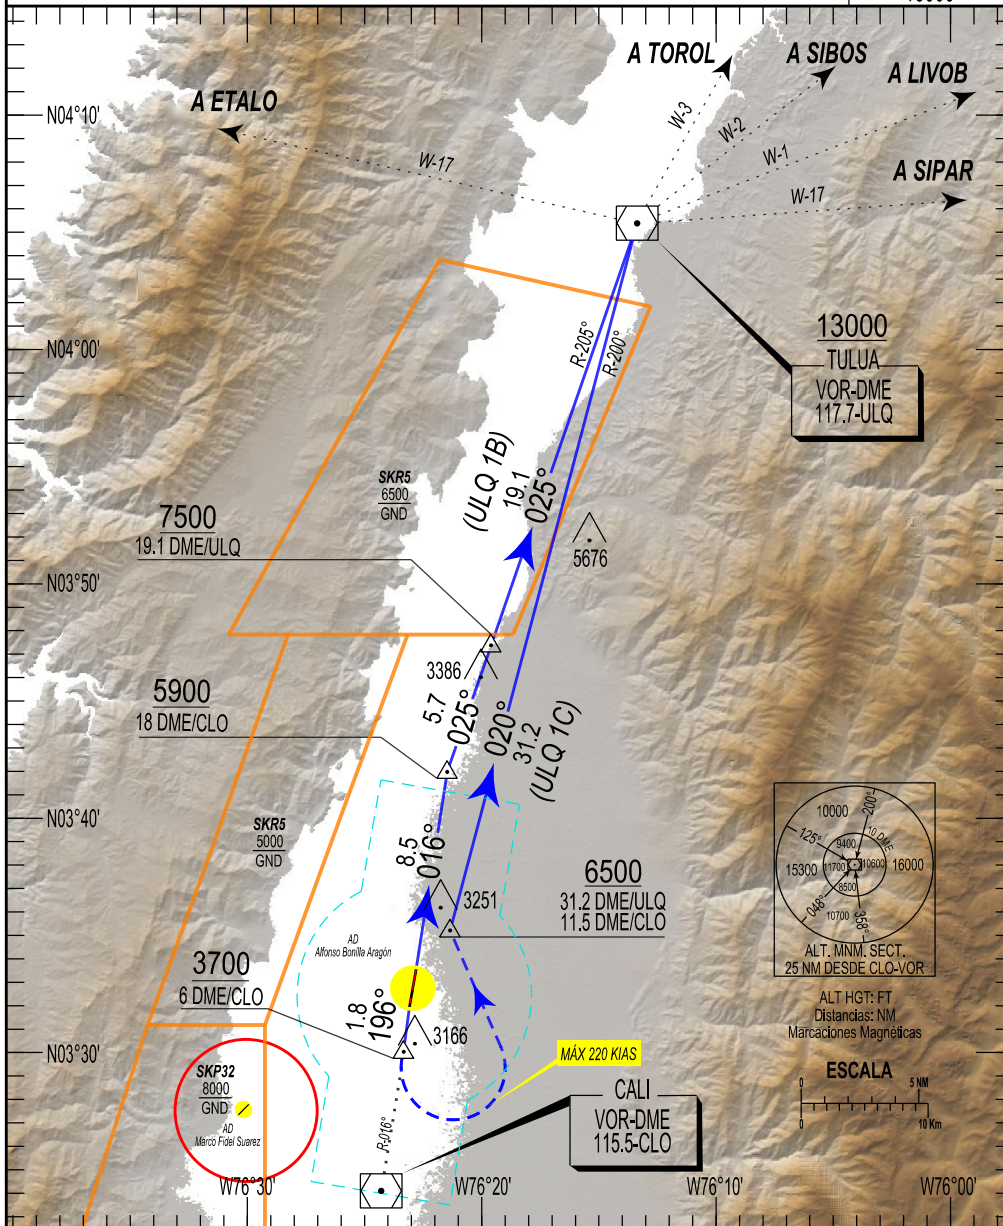 A TOROL
A SIBOS
A LIVOB
A ETALO
N04°10'
W-3
W-2
W-1
W-17
W-17
A SIPAR
R-205°
R-200°
13000
TULUA
VOR-DME
117.7-ULQ
N04°00'
(ULQ 1B)
19.1
025°
SKR5
6500
GND
7500
19.1 DME/ULQ
5676
N03°50'
3386
5900
18 DME/CLO
5.7
025°
020°
31.2
(ULQ 1C)
N03°40'
SKR5
5000
GND
8.5
016°
3251
6500
31.2 DME/ULQ
11.5 DME/CLO
10000
200°
125°
10 DME
9400
15300
11700
10600
16000
8500
048°
10700
358°
ALT. MNM. SECT.
25 NM DESDE CLO-VOR
AD
Alfonso Bonilla Aragón
3700
6 DME/CLO
1.8
196°
3166
ALT HGT: FT
Distancias: NM
Marcaciones Magnéticas
N03°30'
MÁX 220 KIAS
ESCALA
0
5 NM
0
10 Km
SKP32
8000
GND
AD
Marco Fidel Suarez
R-016°
CALI
VOR-DME
115.5-CLO
W76°30'
W76°20'
W76°10'
W76°00'